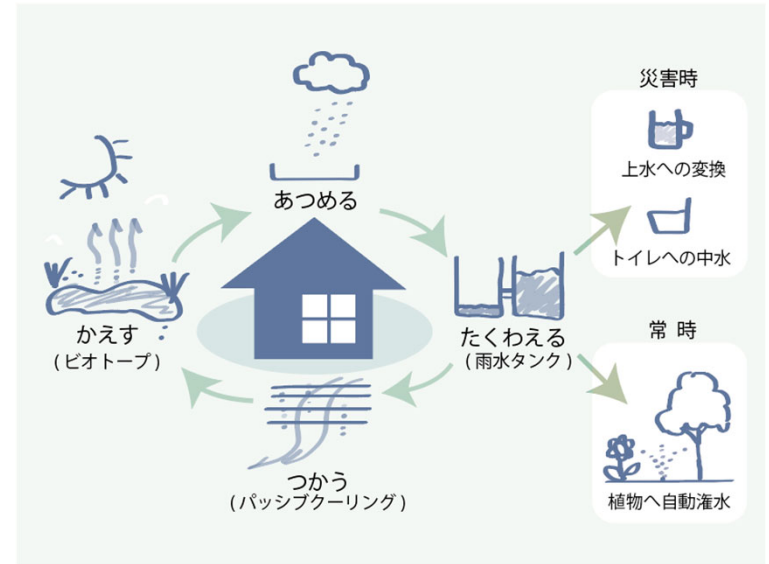 災害時
上水への変換
トイレへの中水
あつめる
かえす
(ビオトープ)
たくわえる
(雨水タンク)
常 時
つかう
(パッシブクーリング)
植物へ自動潅水